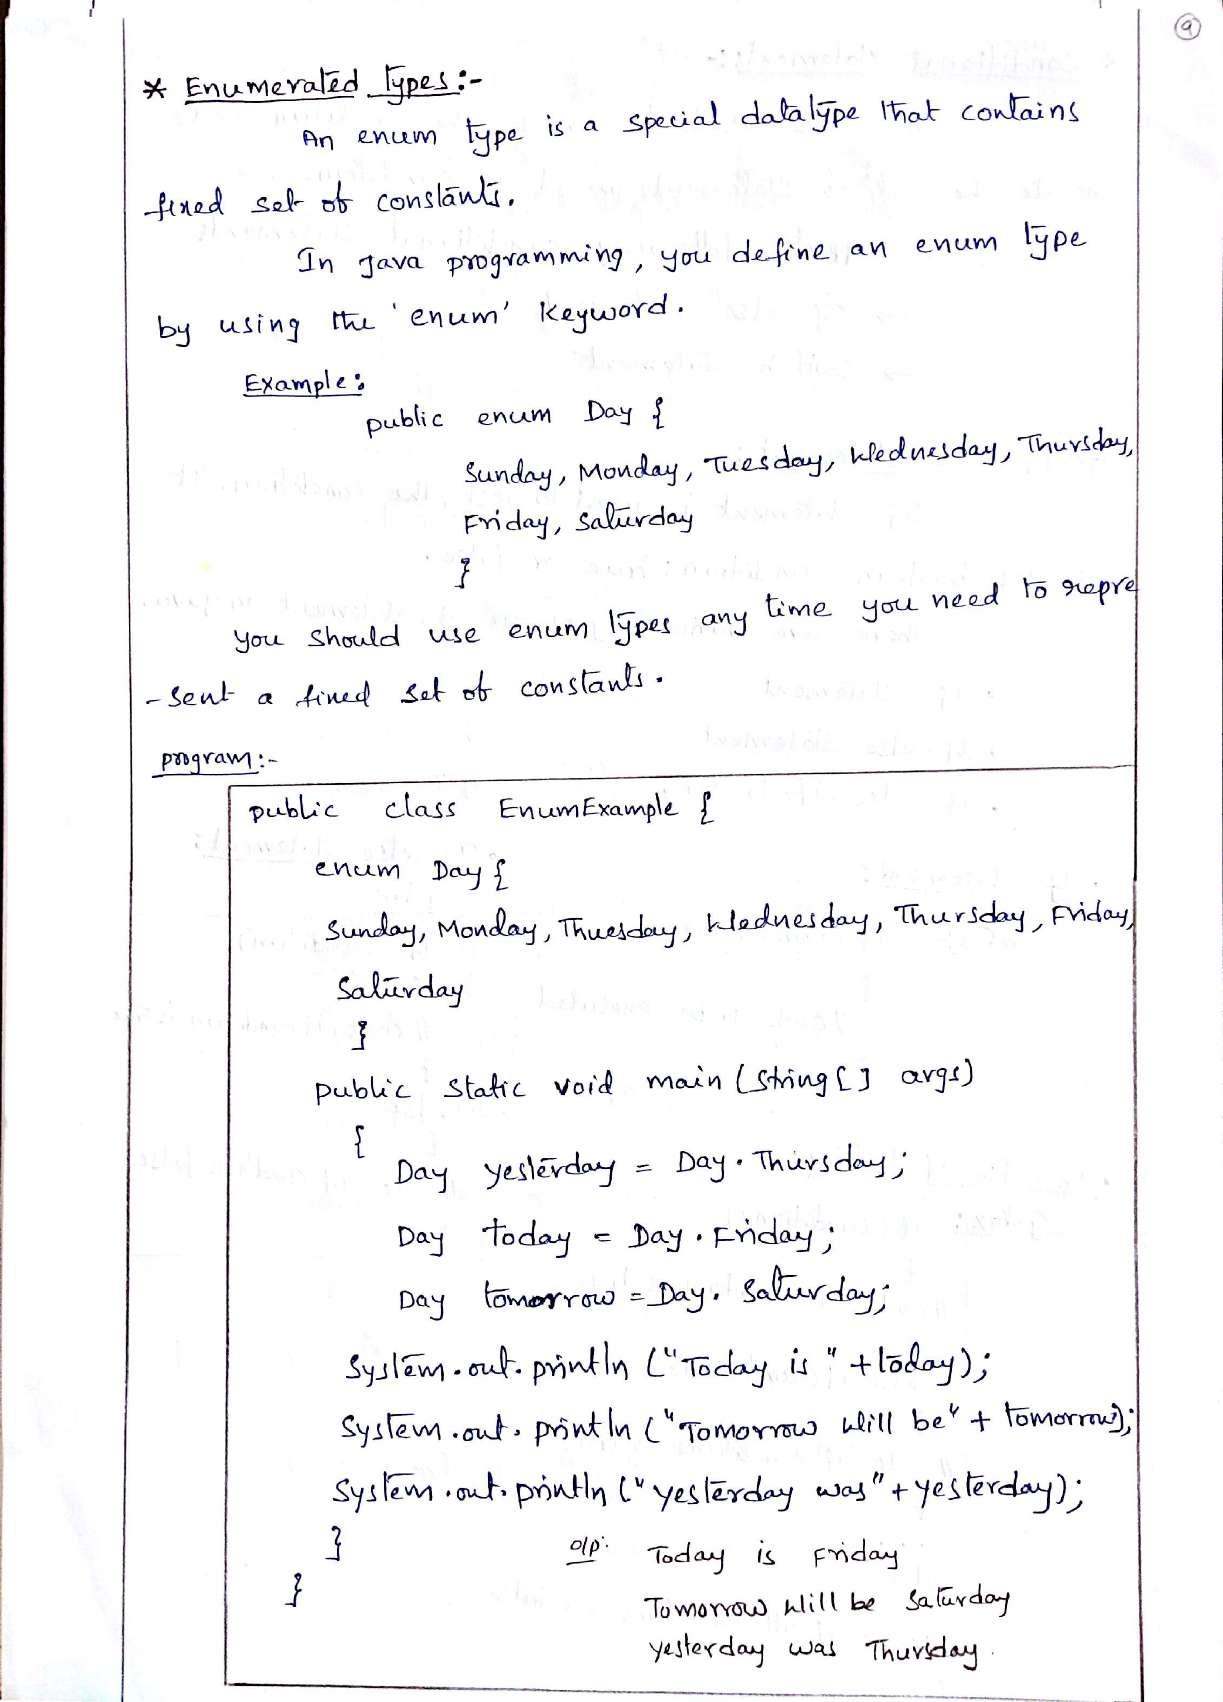 9
* Enumerated Types :-
An enum type is a special datatype that contains
fixed set of constants.
In Java programming, you define an enum type
by using the 'enum' keyword.
Example:
public enum Day {
Sunday, Monday, Tuesday, Wednesday, Thursday,
Friday, Saturday
}
you should use enum types any time you need to repre
- sent a fixed set of constants.
program :-
public class EnumExample {
enum Day {
Sunday, Monday, Thuesday, Wednesday, Thursday, Friday,
Saturday
}
public static void main (String [] args)
{
Day yesterday = Day. Thursday;
Day today = Day. Friday;
Day tomorrow = Day. Saturday;
System.out.println ("Today is " + today);
System.out.println ("Tomorrow Will be" + tomorrow);
System.out.println ("yesterday was" + yesterday);
}
o/p: Today is Friday
}
Tomorrow Will be Saturday
yesterday was Thursday.